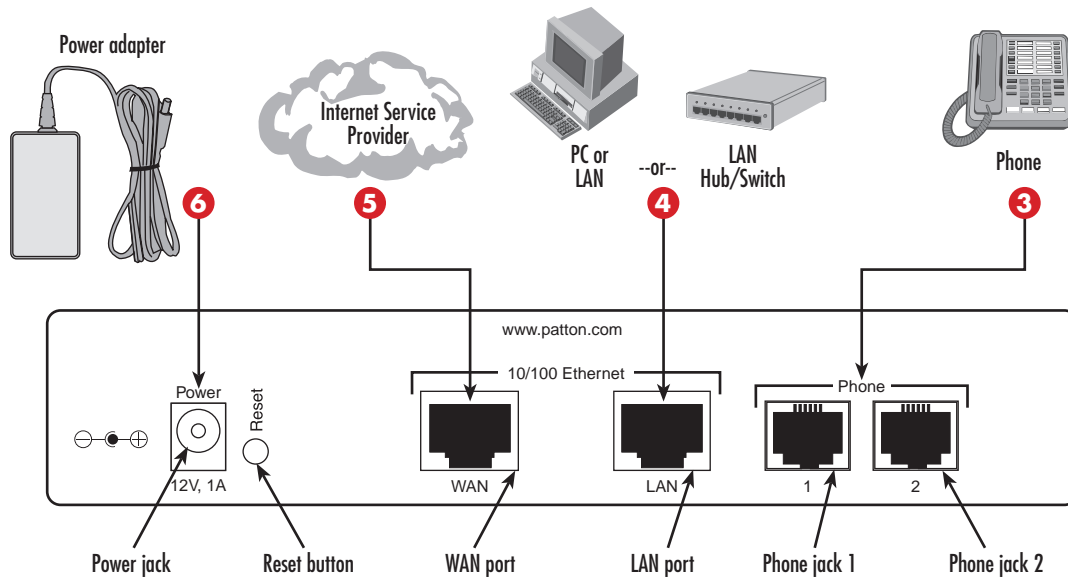 Power adapter
Internet Service
Provider
PC or
LAN
--or--
LAN
Hub/Switch
Phone
6
5
4
3
www.patton.com
10/100 Ethernet
Phone
Power
Reset
12V, 1A
WAN
LAN
1
2
Power jack
Reset button
WAN port
LAN port
Phone jack 1
Phone jack 2